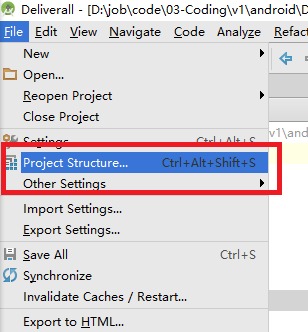 Deliverall - [D:\job\code\03-Coding\v1\android\D
File Edit View Navigate Code Analyze Refact
New
Open...
Reopen Project
Close Project
Settings... Ctrl+Alt+S
Project Structure... Ctrl+Alt+Shift+S
Other Settings
Import Settings...
Export Settings...
Save All Ctrl+S
Synchronize
Invalidate Caches / Restart...
Export to HTML...